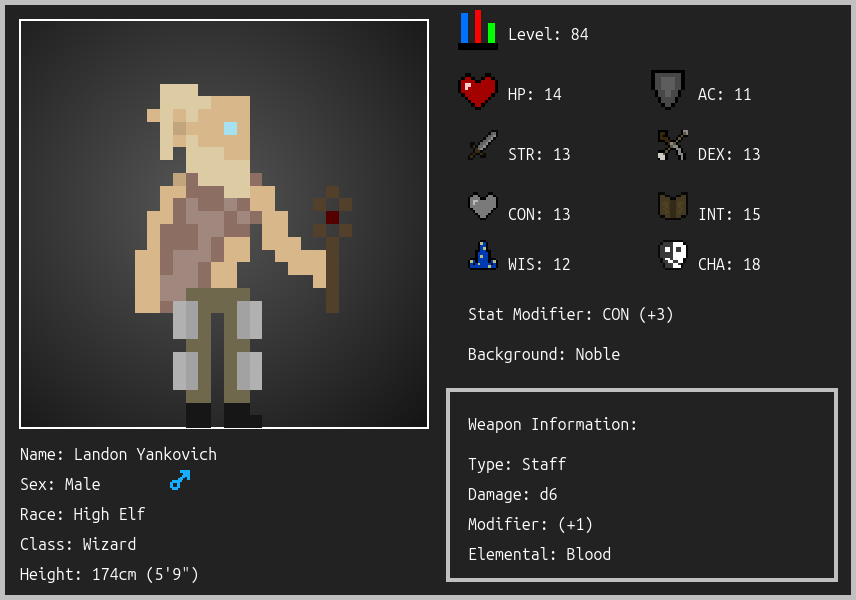 Level: 84
HP: 14
AC: 11
STR: 13
DEX: 13
CON: 13
INT: 15
WIS: 12
CHA: 18
Stat Modifier: CON (+3)
Background: Noble
Weapon Information:
Type: Staff
Damage: d6
Modifier: (+1)
Elemental: Blood
Name: Landon Yankovich
Sex: Male
Race: High Elf
Class: Wizard
Height: 174cm (5'9")